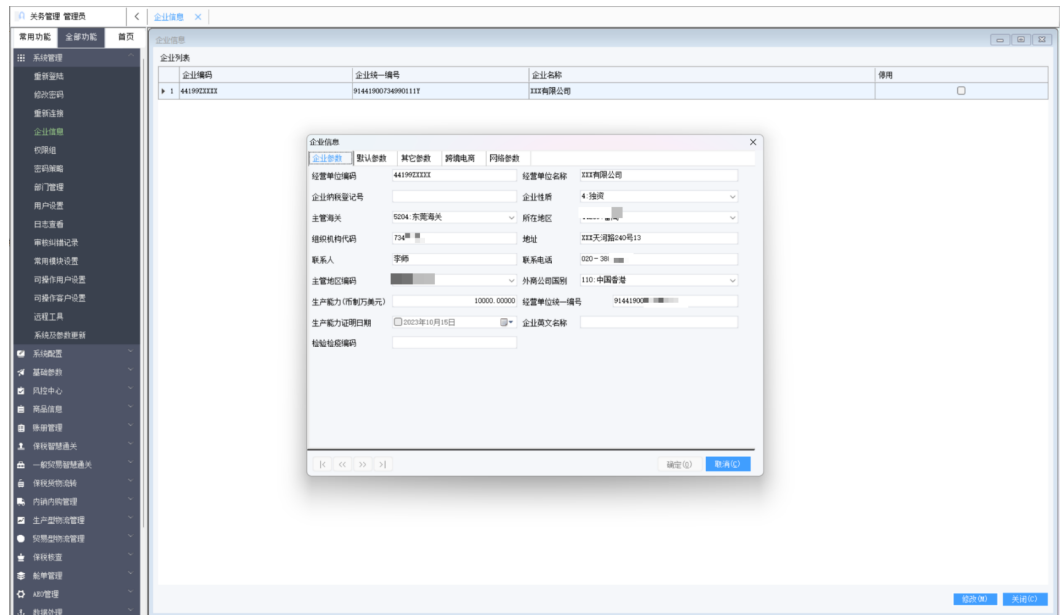 关务管理 管理员
企业信息
常用功能 全部功能 首页
系统管理
重新登陆
修改密码
重新连接
企业信息
权限组
密码策略
部门管理
用户设置
日志查看
审核纠错记录
常用模块设置
可操作用户设置
可操作客户设置
远程工具
系统及参数更新
系统配置
基础参数
风控中心
商品信息
账册管理
保税智慧通关
一般贸易智慧通关
保税货物流转
内销内购管理
生产型物流管理
贸易型物流管理
保税核查
舱单管理
AEO管理
数据处理
企业信息
企业列表
企业编码 企业统一编号 企业名称 停用
1 44199ZXXXX 91441900734990111Y XXX有限公司
企业信息
企业参数 默认参数 其它参数 跨境电商 网络参数
经营单位编码 44199ZXXXX 经营单位名称 XXX有限公司
企业纳税登记号 企业性质 4:独资
主管海关 5204:东莞海关 所在地区
组织机构代码 734 地址 XXX天河路240号13
联系人 李师 联系电话 020-38
主管地区编码 外商公司国别 110:中国香港
生产能力(币制万美元) 10000.00000 经营单位统一编号 91441900
生产能力证明日期 2023年10月15日 企业英文名称
检验检疫编码
确定(O) 取消(C)
修改(M) 关闭(C)